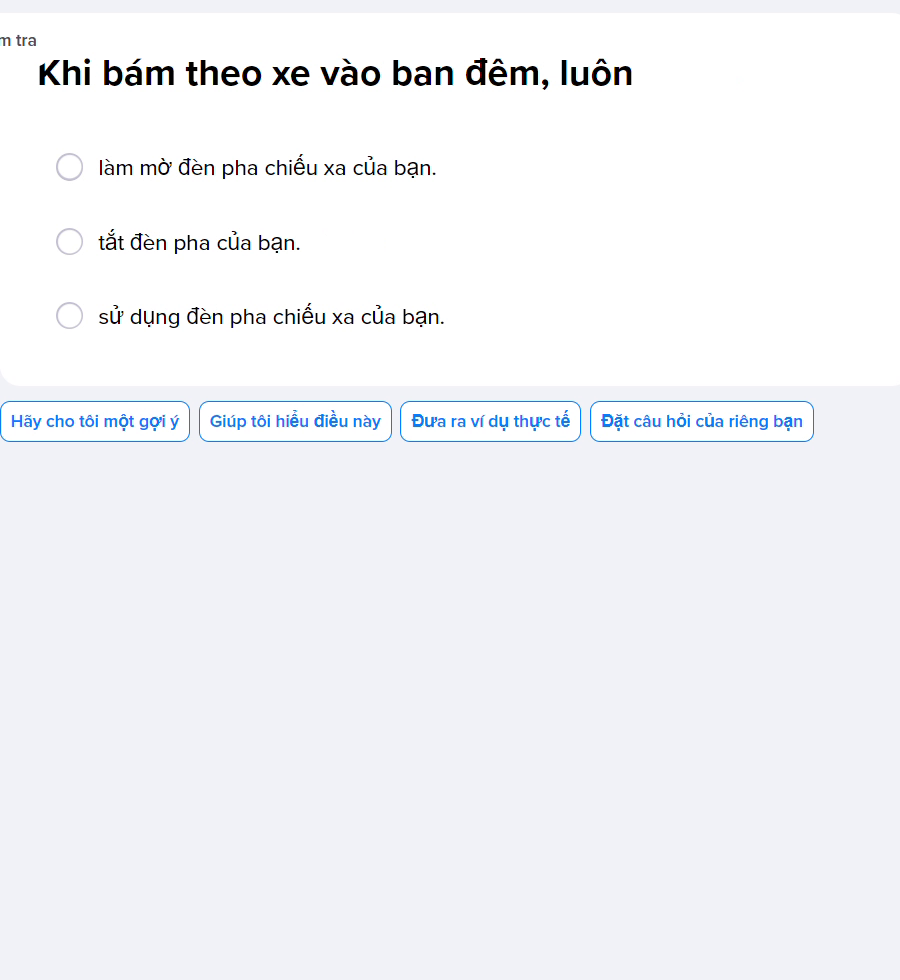 m tra
Khi bám theo xe vào ban đêm, luôn
làm mờ đèn pha chiếu xa của bạn.
tắt đèn pha của bạn.
sử dụng đèn pha chiếu xa của bạn.
Hãy cho tôi một gợi ý Giúp tôi hiểu điều này Đưa ra ví dụ thực tế Đặt câu hỏi của riêng bạn